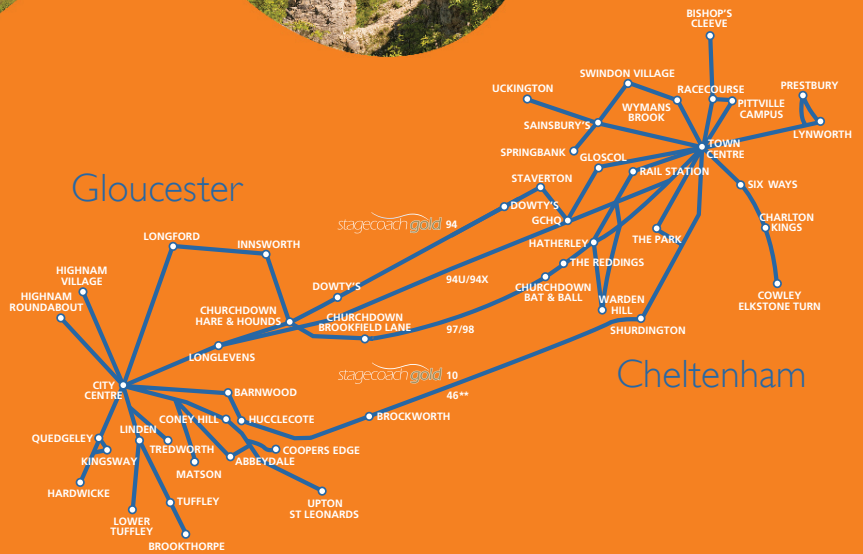 BISHOP'S
CLEEVE
SWINDON VILLAGE
UCKINGTON
RACECOURSE
PRESTBURY
WYMANS
BROOK
PITTVILLE
CAMPUS
SAINSBURY'S
LYNWORTH
SPRINGBANK
GLOSCOL
TOWN
CENTRE
RAIL STATION
STAVERTON
SIX WAYS
Gloucester
DOWTY'S
GCHQ
stagecoach gold 94
CHARLTON
KINGS
LONGFORD
INNSWORTH
HATHERLEY
THE PARK
THE REDDINGS
HIGHNAM
VILLAGE
94U/94X
DOWTY'S
CHURCHDOWN
BAT & BALL
WARDEN
HILL
COWLEY
ELKSTONE TURN
HIGHNAM
ROUNDABOUT
CHURCHDOWN
HARE & HOUNDS
CHURCHDOWN
BROOKFIELD LANE
97/98
SHURDINGTON
LONGLEVENS
stagecoach gold 10
46**
Cheltenham
CITY
CENTRE
BARNWOOD
CONEY HILL
HUCCLECOTE
BROCKWORTH
QUEDGELEY
LINDEN
KINGSWAY
TREDWORTH
COOPERS EDGE
ABBEYDALE
MATSON
HARDWICKE
TUFFLEY
UPTON
ST LEONARDS
LOWER
TUFFLEY
BROOKTHORPE